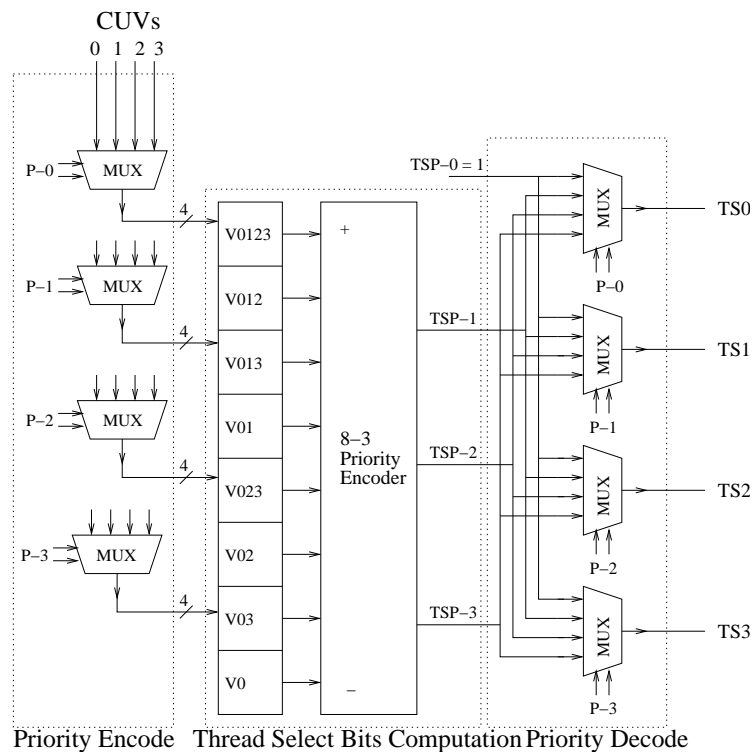 CUVs
0 1 2 3
MUX
P−0
4
MUX
P−1
4
MUX
P−2
4
MUX
P−3
4
V0123
V012
V013
V01
V023
V02
V03
V0
+
8−3
Priority
Encoder
−
TSP−0 = 1
TSP−1
TSP−2
TSP−3
MUX
P−0
TS0
MUX
P−1
TS1
MUX
P−2
TS2
MUX
P−3
TS3
Priority Encode Thread Select Bits Computation Priority Decode